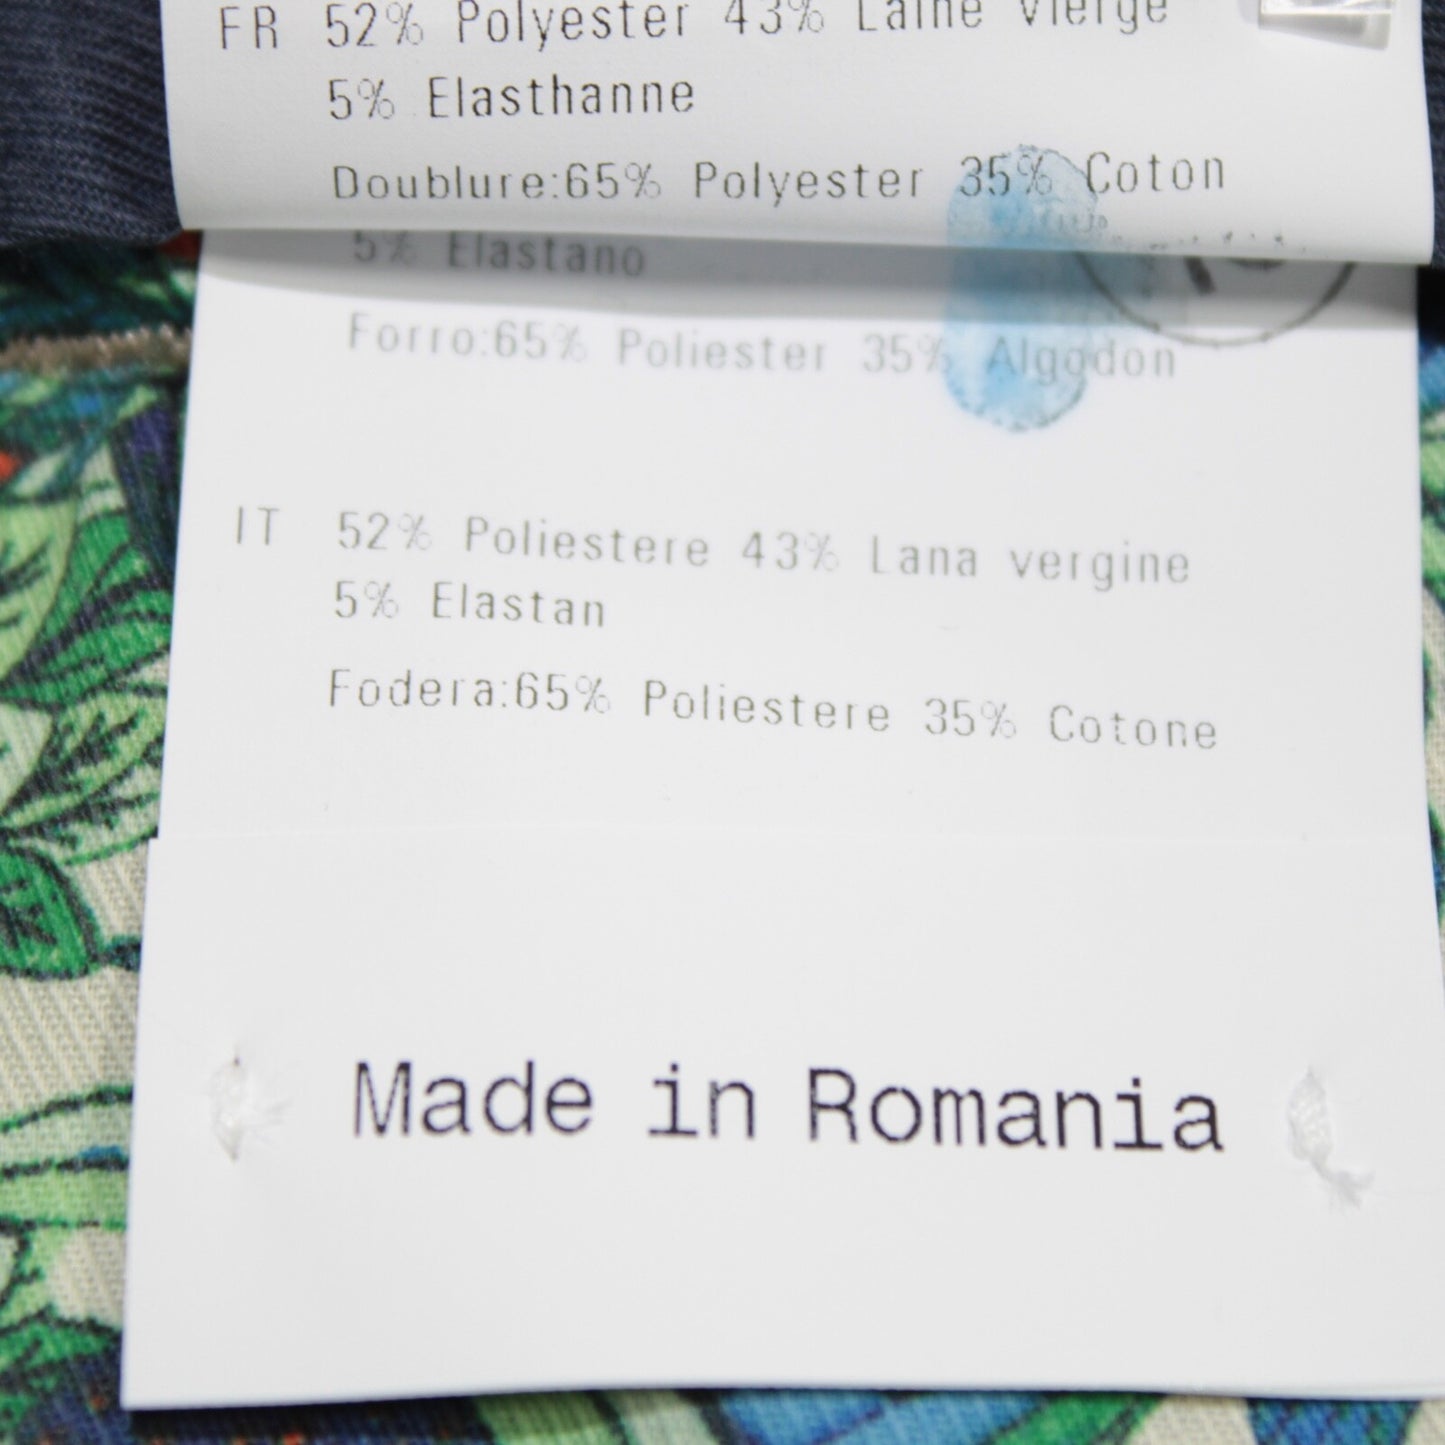 FR 52% Polyester 43% Laine vierge
5% Elasthanne
Doublure:65% Polyester 35% Coton
5% Elastano
Forro:65% Poliester 35% Algodon
IT 52% Poliestere 43% Lana vergine
5% Elastan
Fodera:65% Poliestere 35% Cotone
Made in Romania